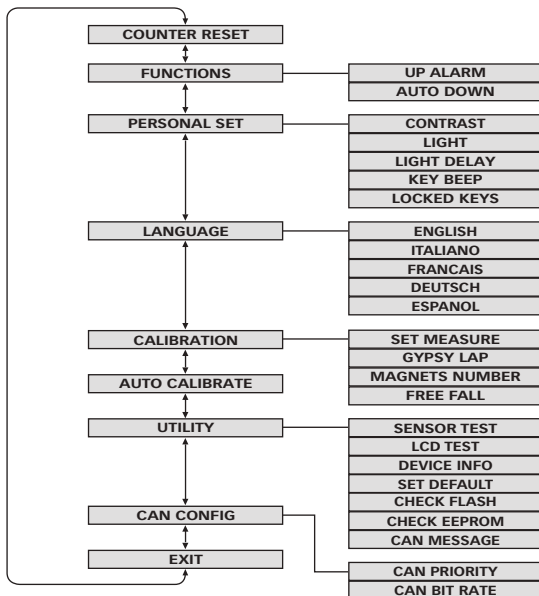 COUNTER RESET
FUNCTIONS
UP ALARM
AUTO DOWN
PERSONAL SET
CONTRAST
LIGHT
LIGHT DELAY
KEY BEEP
LOCKED KEYS
LANGUAGE
ENGLISH
ITALIANO
FRANCAIS
DEUTSCH
ESPANOL
CALIBRATION
SET MEASURE
GYPSY LAP
MAGNETS NUMBER
FREE FALL
AUTO CALIBRATE
UTILITY
SENSOR TEST
LCD TEST
DEVICE INFO
SET DEFAULT
CHECK FLASH
CHECK EEPROM
CAN MESSAGE
CAN CONFIG
CAN PRIORITY
CAN BIT RATE
EXIT